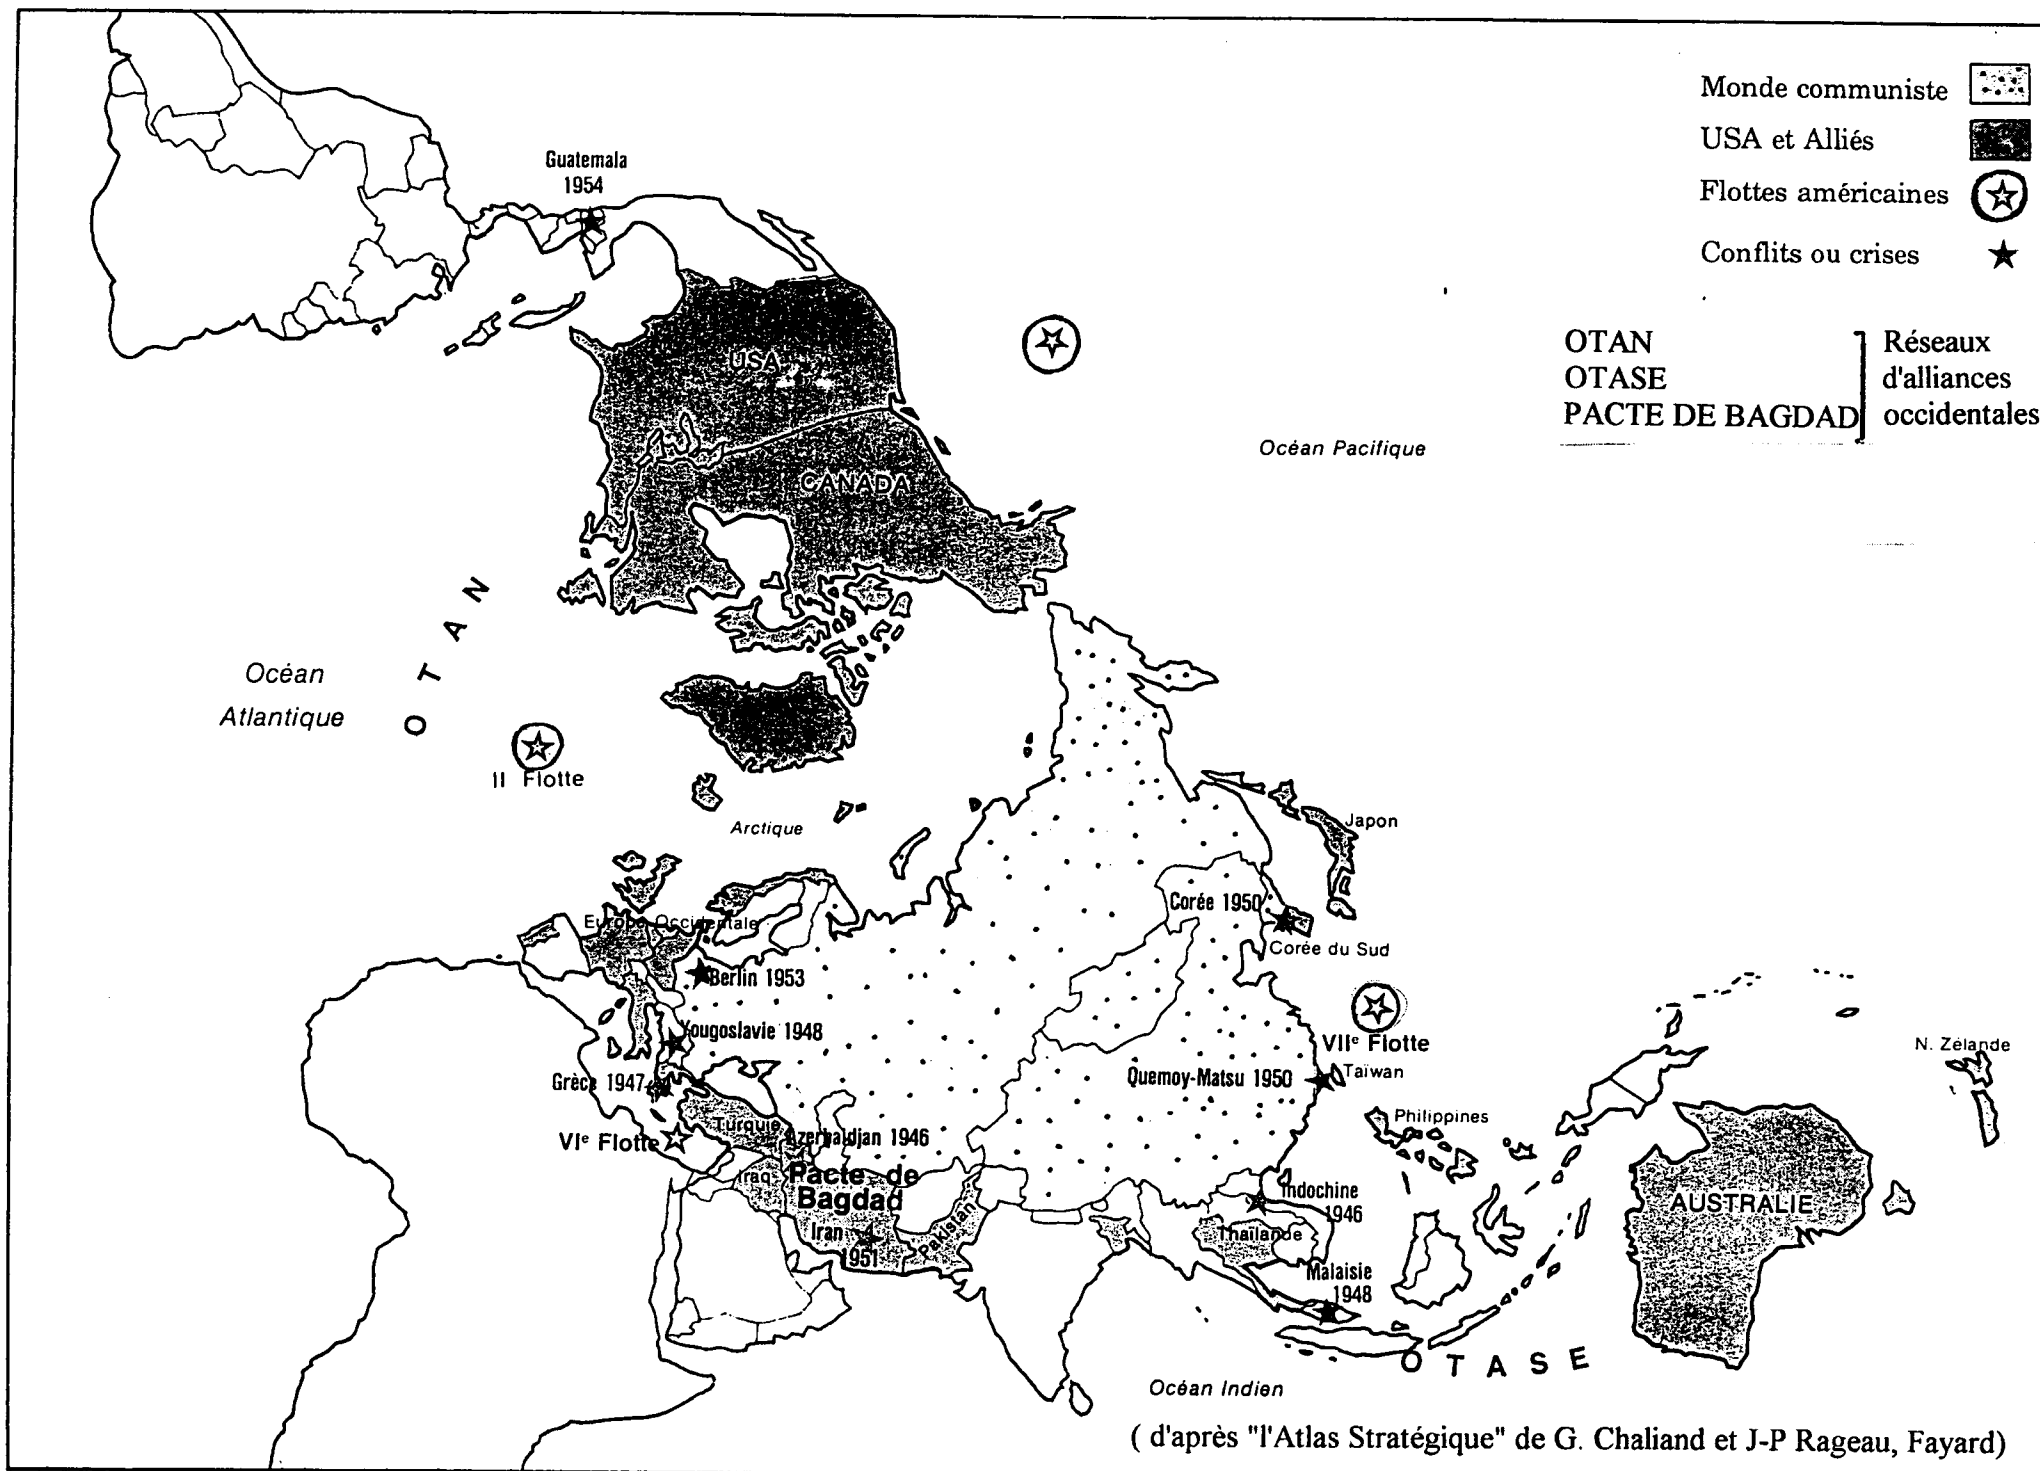 Monde communiste
USA et Alliés
Flottes américaines
Conflits ou crises
OTAN
OTASE
PACTE DE BAGDAD
Réseaux
d'alliances
occidentales
Guatemala
1954
USA
CANADA
Océan Pacifique
OTAN
Océan
Atlantique
II Flotte
Arctique
Japon
Europe Occidentale
Corée 1950
Corée du Sud
Berlin 1953
Yougoslavie 1948
VIIᵉ Flotte
Grèce 1947
Quemoy-Matsu 1950
Taïwan
N. Zélande
Philippines
Turquie
Azerbaïdjan 1946
VIᵉ Flotte
Iraq
Pacte de
Bagdad
Iran
1951
Pakistan
Indochine
1946
Thaïlande
AUSTRALIE
Malaisie
1948
OTASE
Océan Indien
( d'après "l'Atlas Stratégique" de G. Chaliand et J-P Rageau, Fayard)